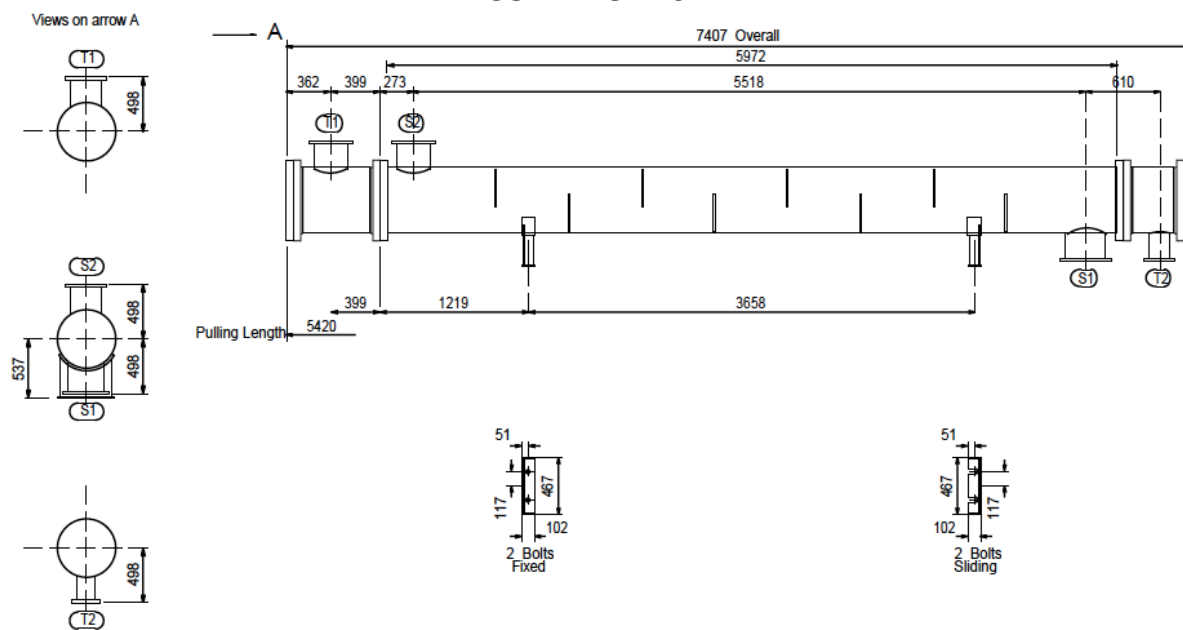 Views on arrow A
A
7407 Overall
5972
362 399 273 5518 610
T1
498
T1 S2
S2
498
537
498
S1
S1 T2
399 1219 3658
Pulling Length 5420
51
467
117
102
2 Bolts
Fixed
51
467
117
102
2 Bolts
Sliding
498
T2